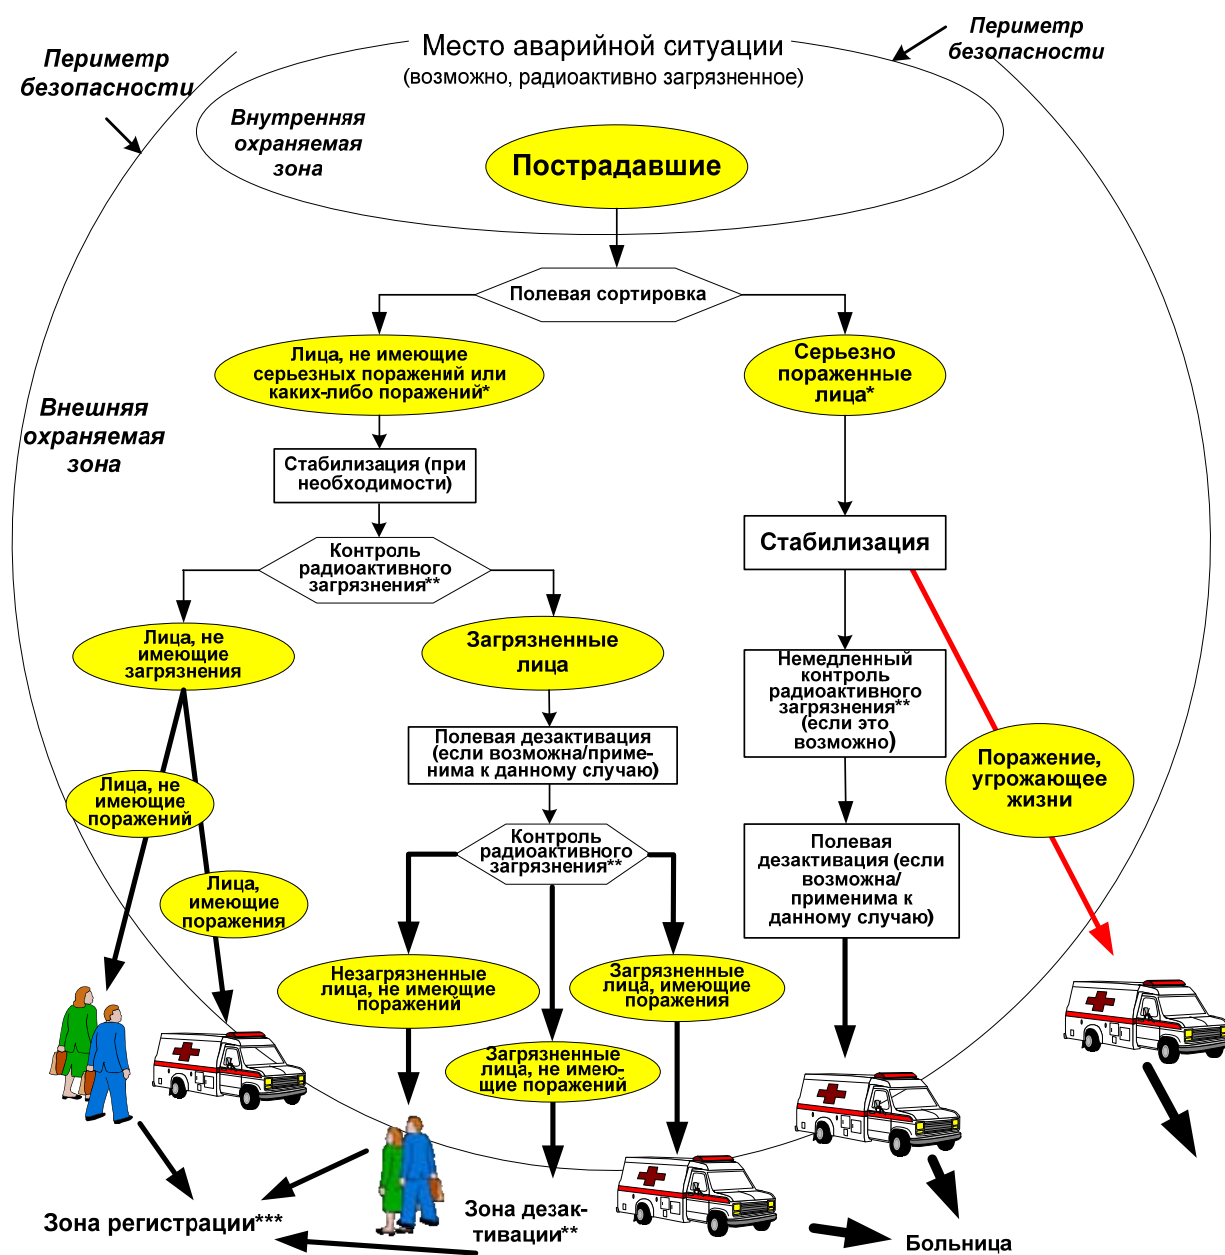 Место аварийной ситуации
(возможно, радиоактивно загрязненное)
Периметр
безопасности
Периметр
безопасности
Внутренняя
охраняемая
зона
Пострадавшие
Полевая сортировка
Лица, не имеющие
серьезных поражений или
каких-либо поражений*
Серьезно
пораженные
лица*
Внешняя
охраняемая
зона
Стабилизация (при
необходимости)
Стабилизация
Контроль
радиоактивного
загрязнения**
Лица, не
имеющие
загрязнения
Загрязненные
лица
Немедленный
контроль
радиоактивного
загрязнения**
(если это
возможно)
Полевая дезактивация
(если возможна/приме-
нима к данному случаю)
Поражение,
угрожающее
жизни
Лица, не
имеющие
поражений
Контроль
радиоактивного
загрязнения**
Полевая
дезактивация (если
возможна/
применима к
данному случаю)
Лица,
имеющие
поражения
Незагрязненные
лица, не имеющие
поражений
Загрязненные
лица, имеющие
поражения
Загрязненные
лица, не имею-
щие поражений
Зона регистрации***
Зона дезак-
тивации**
Больница